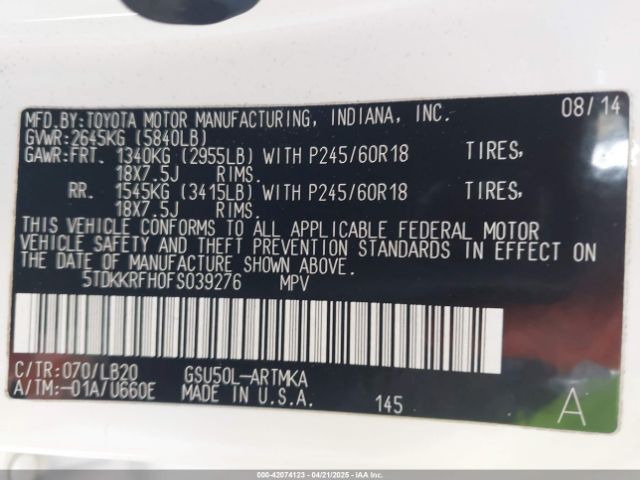 MFD.BY:TOYOTA MOTOR MANUFACTURING, INDIANA, INC. 08/14
GVWR:2645KG (5840LB)
GAWR:FRT. 1340KG (2955LB) WITH P245/60R18 TIRES,
18X7.5J RIMS.
RR. 1545KG (3415LB) WITH P245/60R18 TIRES,
18X7.5J RIMS.
THIS VEHICLE CONFORMS TO ALL APPLICABLE FEDERAL MOTOR
VEHICLE SAFETY AND THEFT PREVENTION STANDARDS IN EFFECT ON
THE DATE OF MANUFACTURE SHOWN ABOVE.
5TDKKRFH0FS039276 MPV
C/TR:070/LB20 GSU50L-ARTMKA
A/TM:-01A/U660E MADE IN U.S.A. 145 A
000-42074123 - 04/21/2025 - IAA